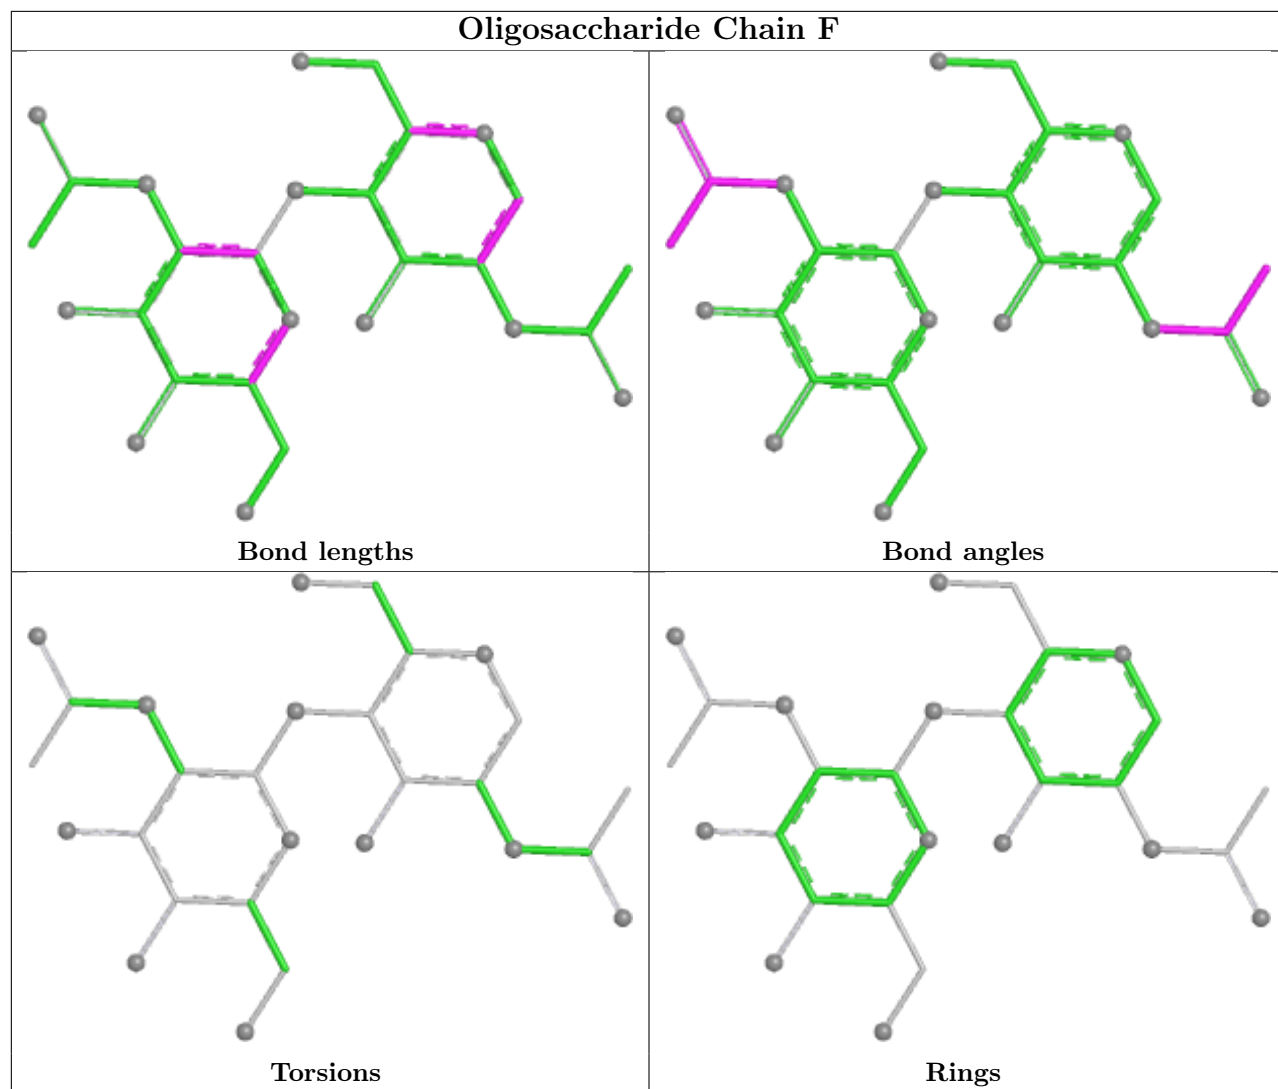 Oligosaccharide Chain F
Bond lengths
Bond angles
Torsions
Rings